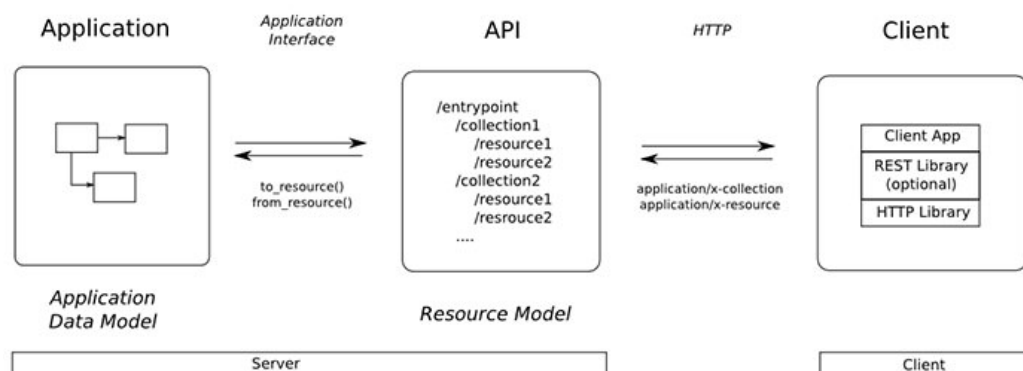 Application
Application
Interface
API
HTTP
Client
/entrypoint
/collection1
/resource1
/resource2
/collection2
/resource1
/resrouce2
....
to_resource()
from_resource()
application/x-collection
application/x-resource
Client App
REST Library
(optional)
HTTP Library
Application
Data Model
Resource Model
Server
Client